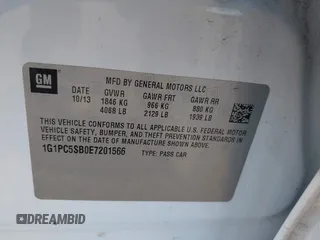 GM
MFD BY GENERAL MOTORS LLC
10/13 GVWR GAWR FRT GAWR RR
1846 KG 966 KG 880 KG
4068 LB 2129 LB 1939 LB
THIS VEHICLE CONFORMS TO ALL APPLICABLE U.S. FEDERAL MOTOR
VEHICLE SAFETY, BUMPER, AND THEFT PREVENTION STANDARDS IN
EFFECT ON THE DATE OF MANUFACTURE SHOWN ABOVE.
1G1PC5SB0E7201566
TYPE: PASS CAR